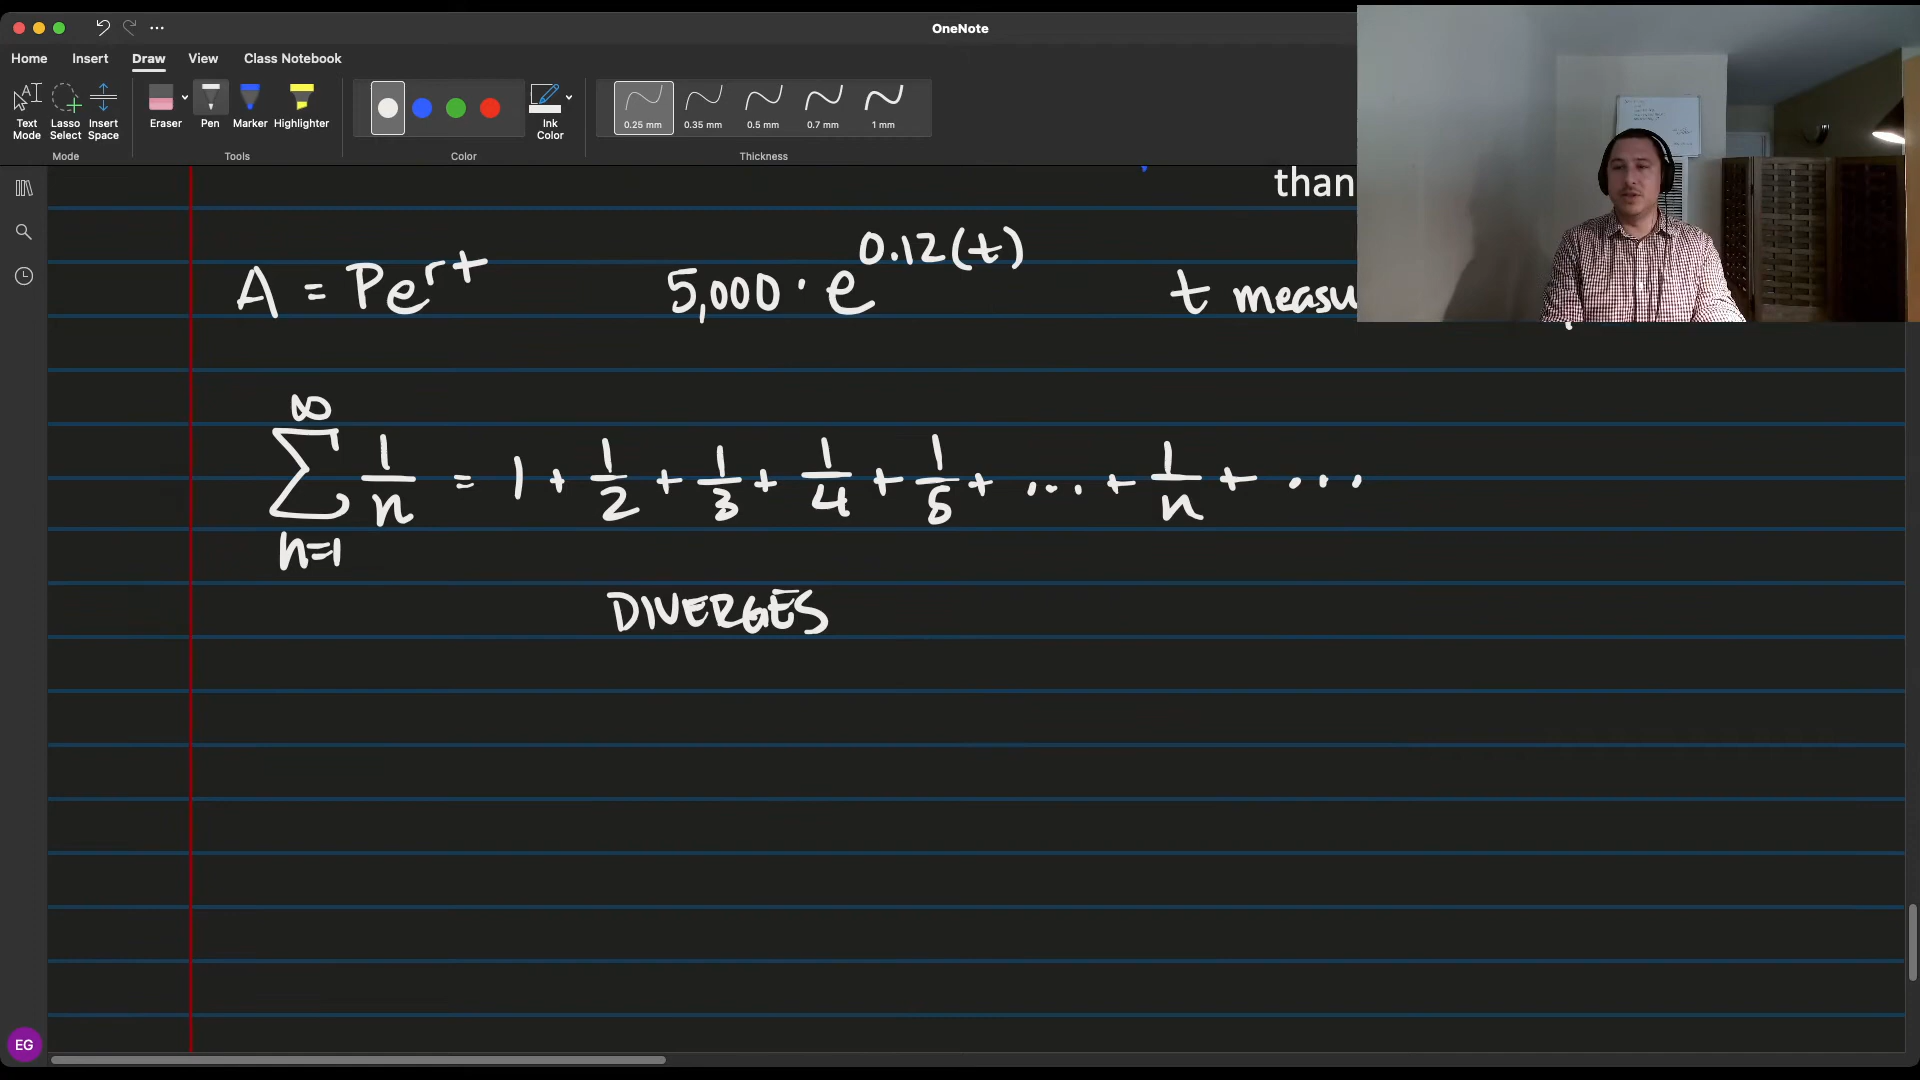 OneNote
Home Insert Draw View Class Notebook
Text Mode Lasso Select Insert Space Eraser Pen Marker Highlighter Ink Color 0.25 mm 0.35 mm 0.5 mm 0.7 mm 1 mm
Mode Tools Color Thickness
than
A = Pe^{rt} 5,000 · e^{0.12(t)} t measu
∞
∑ 1/n = 1 + 1/2 + 1/3 + 1/4 + 1/5 + ... + 1/n + ...
n=1
DIVERGES
EG